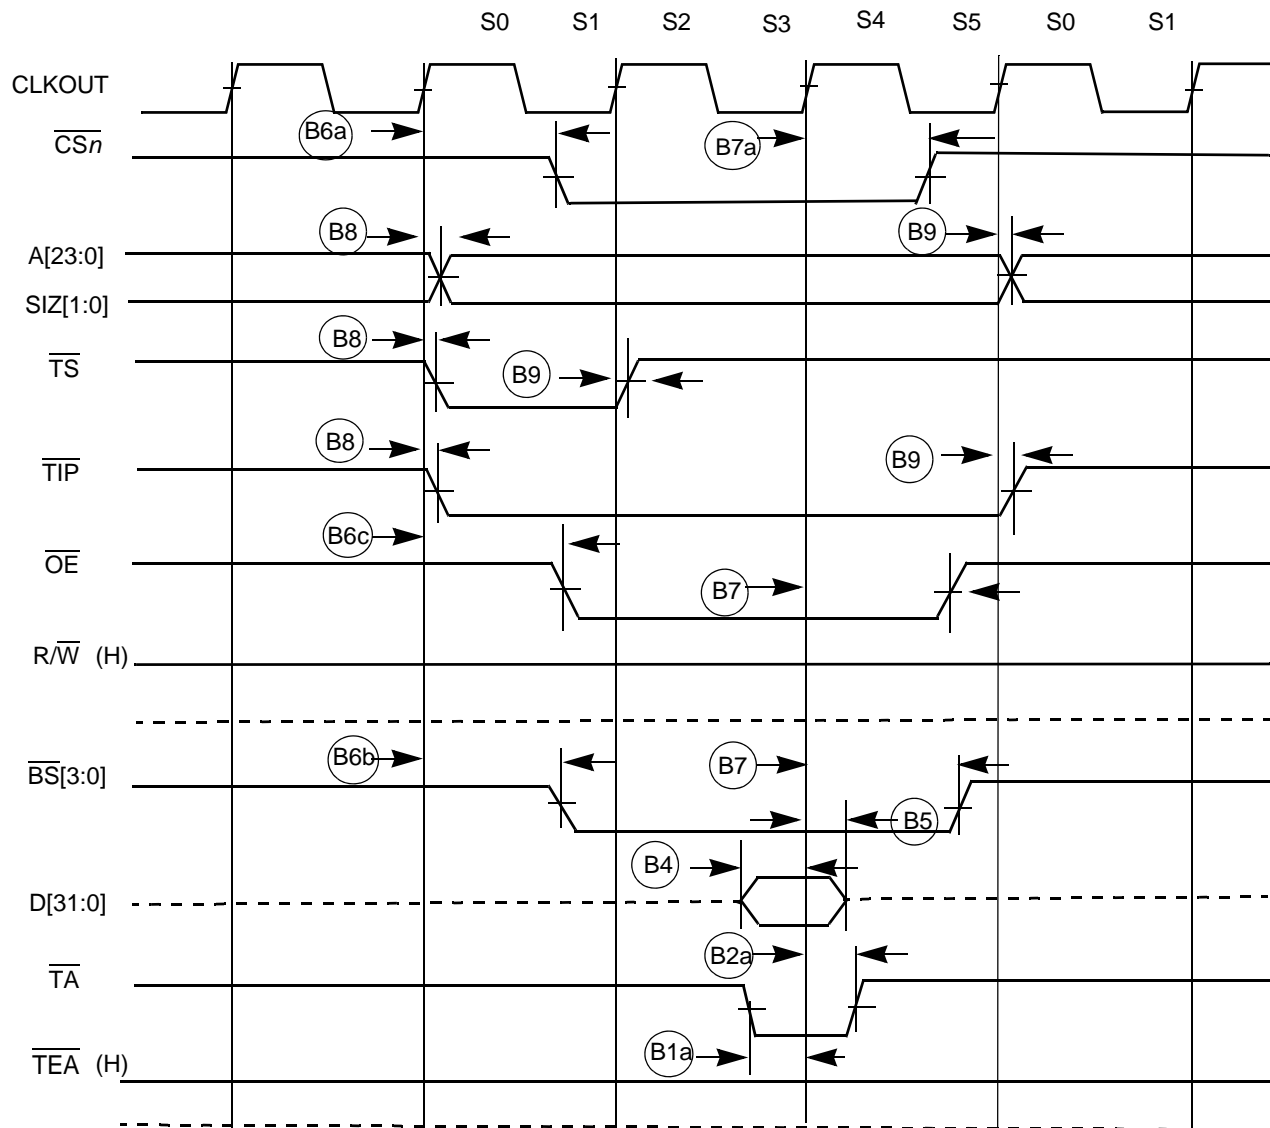 S0 S1 S2 S3 S4 S5 S0 S1
CLKOUT
B6a B7a
CSn
B8 B9
A[23:0]
SIZ[1:0]
B8
TS B9
B8 B9
TIP
B6c
OE B7
R/W (H)
B6b B7
BS[3:0]
B5
B4
D[31:0]
B2a
TA
B1a
TEA (H)